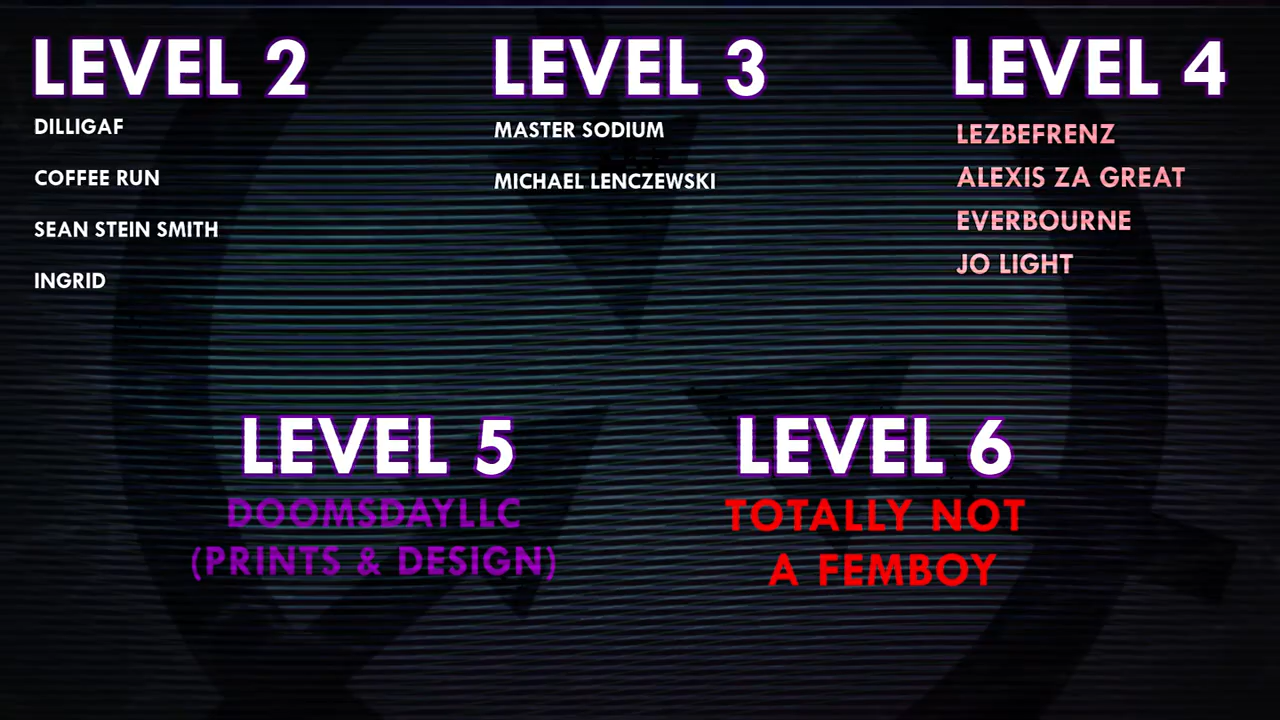 LEVEL 2
DILLIGAF
COFFEE RUN
SEAN STEIN SMITH
INGRID
LEVEL 3
MASTER SODIUM
MICHAEL LENCZEWSKI
LEVEL 4
LEZBEFRENZ
ALEXIS ZA GREAT
EVERBOURNE
JO LIGHT
LEVEL 5
DOOMSDAYLLC
(PRINTS & DESIGN)
LEVEL 6
TOTALLY NOT
A FEMBOY